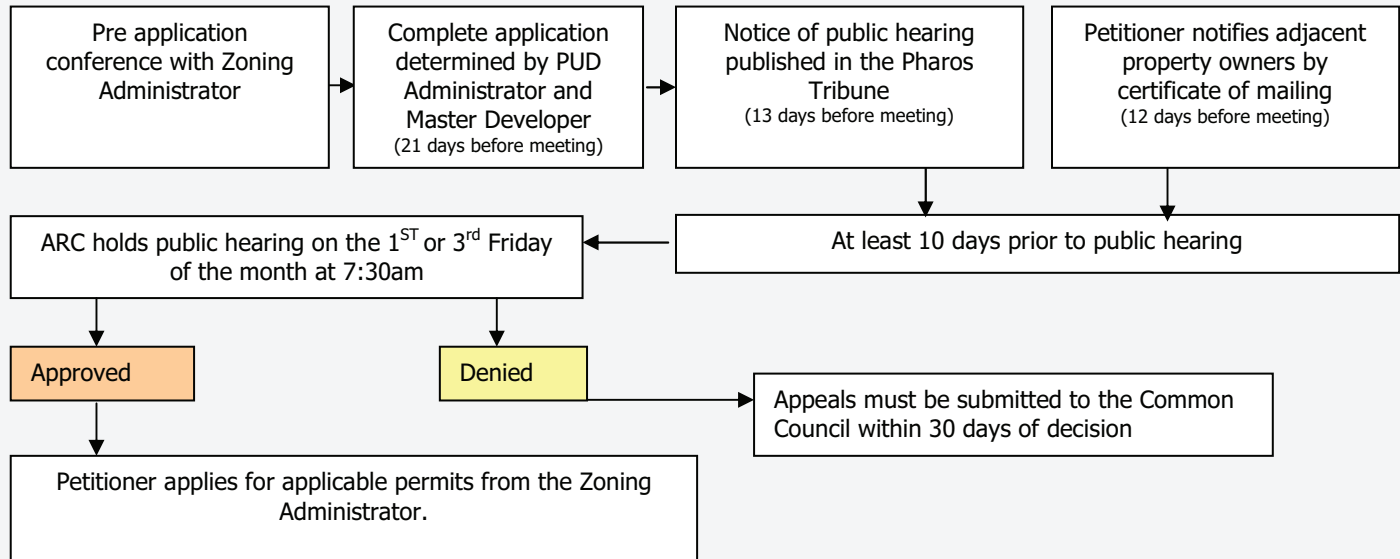 Pre application
conference with Zoning
Administrator
Complete application
determined by PUD
Administrator and
Master Developer
(21 days before meeting)
Notice of public hearing
published in the Pharos
Tribune
(13 days before meeting)
Petitioner notifies adjacent
property owners by
certificate of mailing
(12 days before meeting)
ARC holds public hearing on the 1ST or 3rd Friday
of the month at 7:30am
At least 10 days prior to public hearing
Approved
Denied
Appeals must be submitted to the Common
Council within 30 days of decision
Petitioner applies for applicable permits from the Zoning
Administrator.